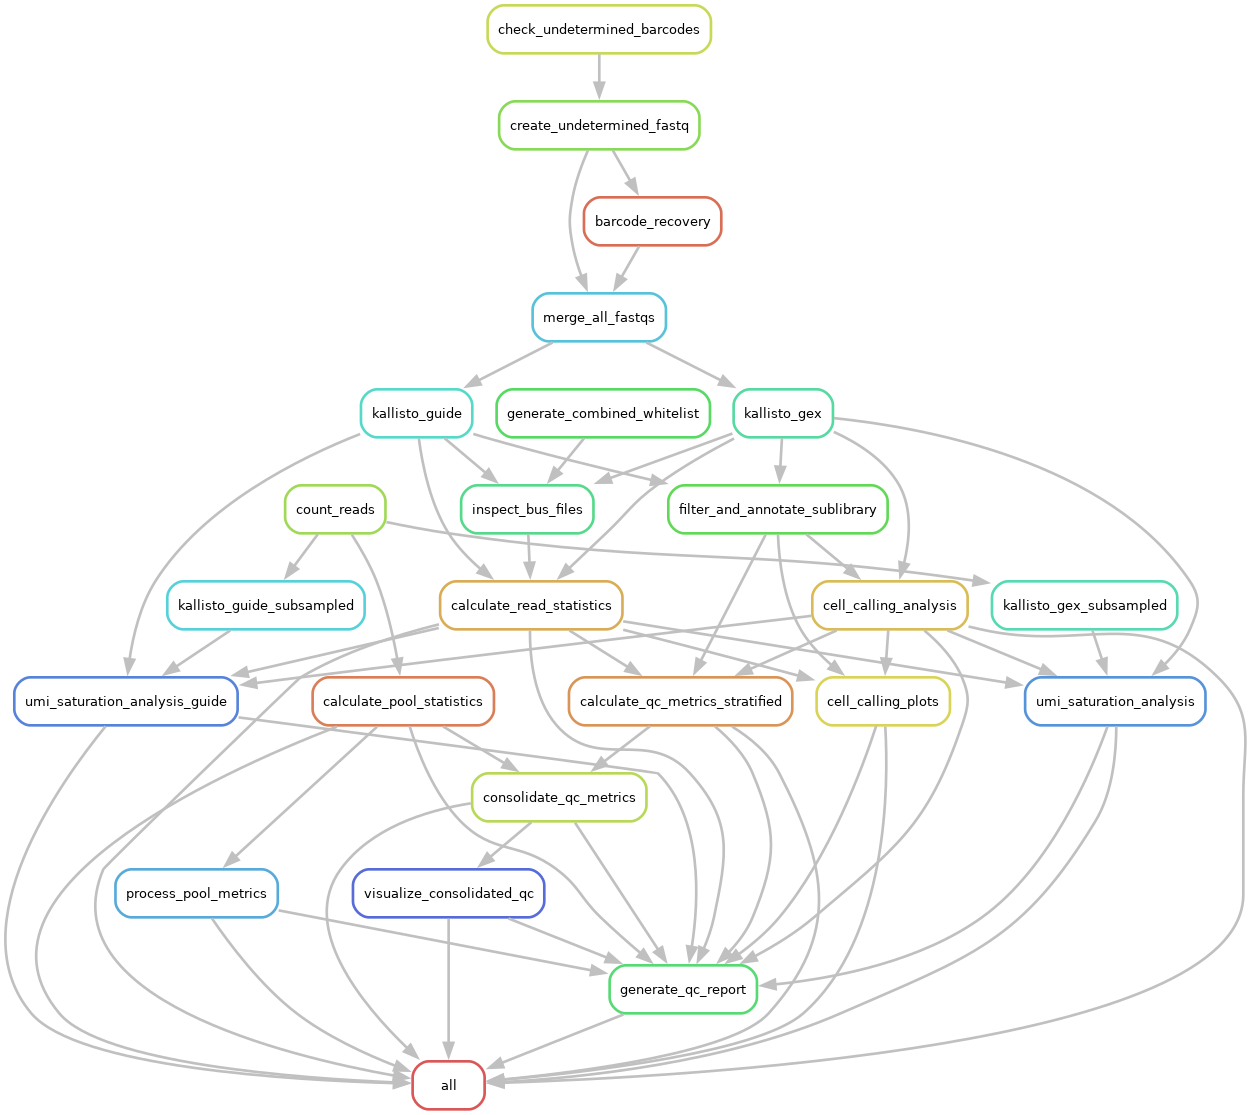 check_undetermined_barcodes
create_undetermined_fastq
barcode_recovery
merge_all_fastqs
kallisto_guide
generate_combined_whitelist
kallisto_gex
count_reads
inspect_bus_files
filter_and_annotate_sublibrary
kallisto_guide_subsampled
calculate_read_statistics
cell_calling_analysis
kallisto_gex_subsampled
umi_saturation_analysis_guide
calculate_pool_statistics
calculate_qc_metrics_stratified
cell_calling_plots
umi_saturation_analysis
consolidate_qc_metrics
process_pool_metrics
visualize_consolidated_qc
generate_qc_report
all